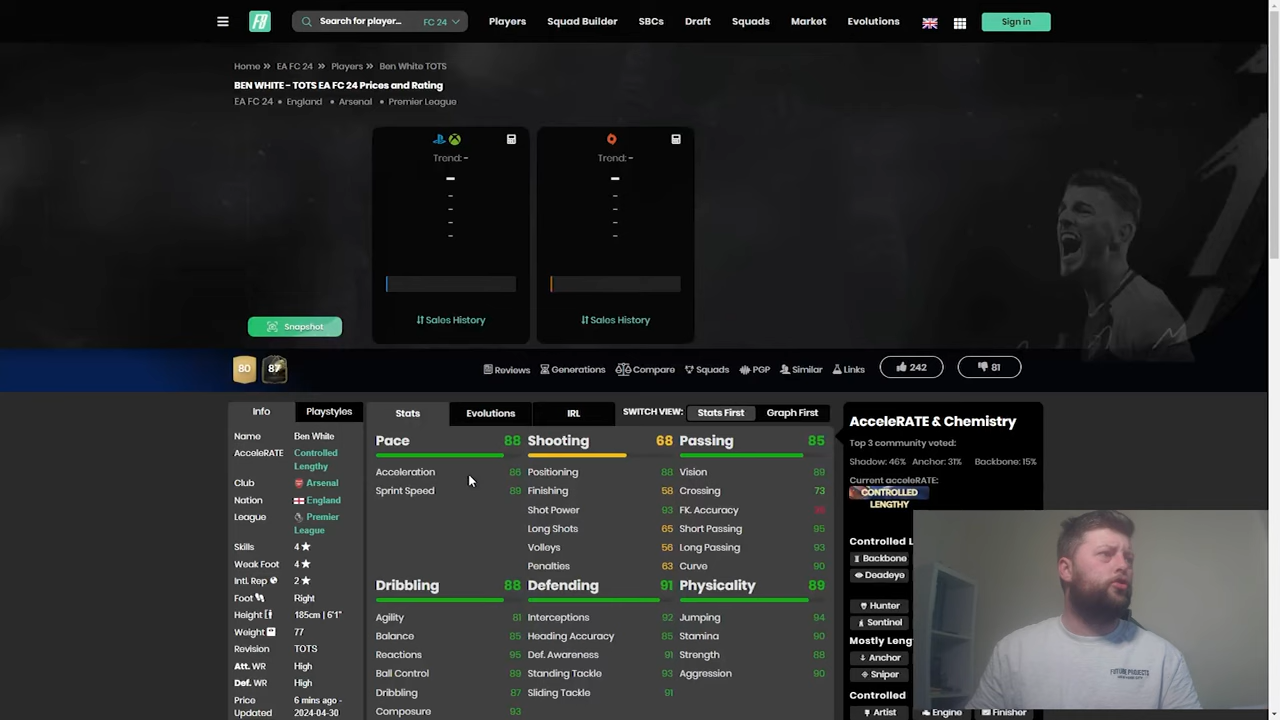 Search for player... FC 24
Players Squad Builder SBCs Draft Squads Market Evolutions Sign in
Home » EA FC 24 » Players » Ben White TOTS
BEN WHITE - TOTS EA FC 24 Prices and Rating
EA FC 24 • England • Arsenal • Premier League
Trend: - Trend: -
- -
- -
- -
- -
- -
Sales History Sales History
Snapshot
80 87 Reviews Generations Compare Squads PGP Similar Links 242 81
Info Playstyles Stats Evolutions IRL SWITCH VIEW: Stats First Graph First
Name Ben White
AcceleRATE Controlled
Lengthy
Club Arsenal
Nation England
League Premier
League
Skills 4
Weak Foot 4
Intl. Rep 2
Foot Right
Height 185cm | 6'1"
Weight 77
Revision TOTS
Att. WR High
Def. WR High
Price 6 mins ago -
Updated 2024-04-30
Pace 88
Acceleration 86
Sprint Speed 89
Shooting 68
Positioning 88
Finishing 58
Shot Power 93
Long Shots 65
Volleys 56
Penalties 63
Passing 85
Vision 89
Crossing 73
FK. Accuracy
Short Passing 95
Long Passing 93
Curve 90
Dribbling 88
Agility 81
Balance 85
Reactions 95
Ball Control 89
Dribbling 87
Composure 93
Defending 91
Interceptions 92
Heading Accuracy 85
Def. Awareness 91
Standing Tackle 93
Sliding Tackle 91
Physicality 89
Jumping 94
Stamina 90
Strength 88
Aggression 90
AcceleRATE & Chemistry
Top 3 community voted:
Shadow: 46% Anchor: 31% Backbone: 15%
Current acceleRATE:
CONTROLLED
LENGTHY
Controlled L
Backbone
Deadeye
Hunter
Sentinel
Mostly Leng
Anchor
Sniper
Controlled
Artist Engine Finisher
FUTURE PROJECTS